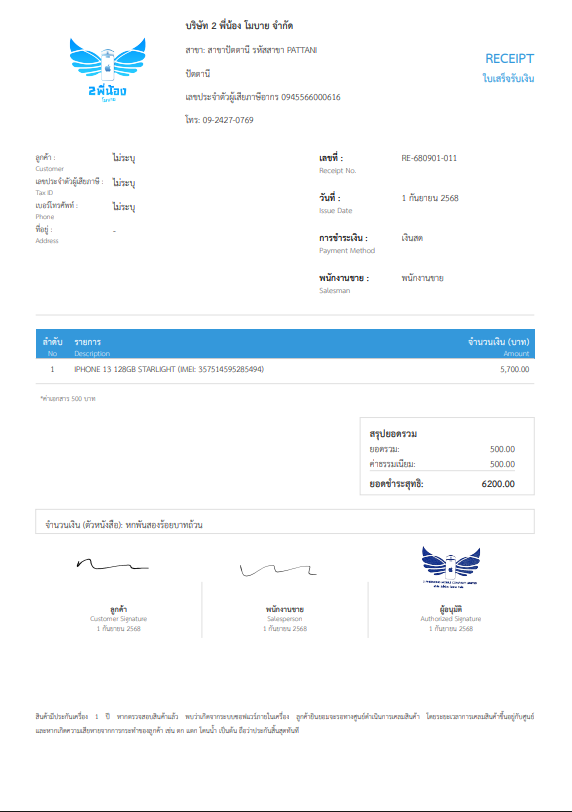 บริษัท 2 พี่น้อง โมบาย จำกัด
สาขา: สาขาปัตตานี รหัสสาขา PATTANI
ปัตตานี
เลขประจำตัวผู้เสียภาษีอากร 0945566000616
โทร: 09-2427-0769
2 พี่น้อง
โมบาย
RECEIPT
ใบเสร็จรับเงิน
ลูกค้า : ไม่ระบุ
Customer
เลขประจำตัวผู้เสียภาษี : ไม่ระบุ
Tax ID
เบอร์โทรศัพท์ : ไม่ระบุ
Phone
ที่อยู่ : -
Address
เลขที่ : RE-680901-011
Receipt No.
วันที่ : 1 กันยายน 2568
Issue Date
การชำระเงิน : เงินสด
Payment Method
พนักงานขาย : พนักงานขาย
Salesman
ลำดับ รายการ จำนวนเงิน (บาท)
No Description Amount
1 IPHONE 13 128GB STARLIGHT (IMEI: 357514595285494) 5,700.00
*ค่าเอกสาร 500 บาท
สรุปยอดรวม
ยอดรวม: 500.00
ค่าธรรมเนียม: 500.00
ยอดชำระสุทธิ: 6200.00
จำนวนเงิน (ตัวหนังสือ): หกพันสองร้อยบาทถ้วน
ลูกค้า พนักงานขาย ผู้อนุมัติ
Customer Signature Salesperson Authorized Signature
1 กันยายน 2568 1 กันยายน 2568 1 กันยายน 2568
สินค้ามีประกันเครื่อง 1 ปี หากตรวจสอบสินค้าแล้ว พบว่าเกิดจากระบบซอฟแวร์ภายในเครื่อง ลูกค้ายินยอมจะรอทางศูนย์ดำเนินการเคลมสินค้า โดยระยะเวลาการเคลมสินค้าขึ้นอยู่กับศูนย์
และหากเกิดความเสียหายจากการกระทำของลูกค้า เช่น ตก แตก โดนน้ำ เป็นต้น ถือว่าประกันสิ้นสุดทันที